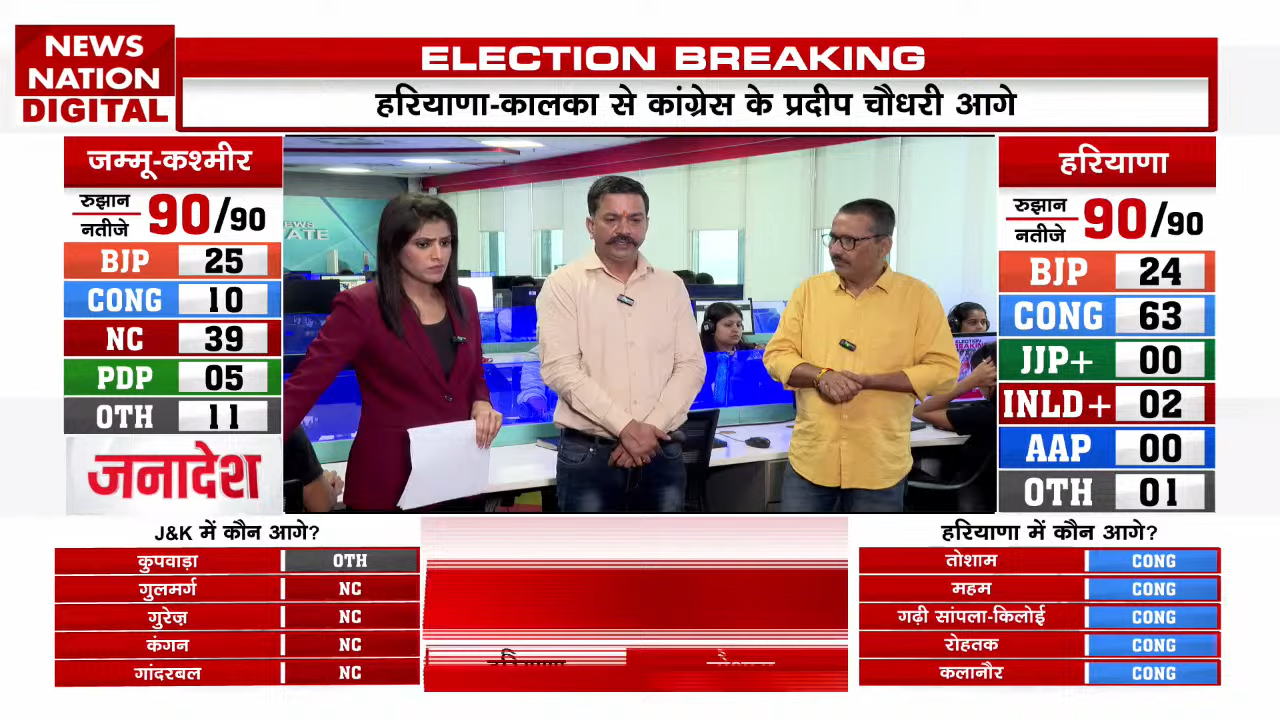 NEWS
NATION
DIGITAL
ELECTION BREAKING
हरियाणा-कालका से कांग्रेस के प्रदीप चौधरी आगे
जम्मू-कश्मीर
रुझान
नतीजे
90/90
BJP 25
CONG 10
NC 39
PDP 05
OTH 11
जनादेश
हरियाणा
रुझान
नतीजे
90/90
BJP 24
CONG 63
JJP+ 00
INLD+ 02
AAP 00
OTH 01
J&K में कौन आगे?
कुपवाड़ा OTH
गुलमर्ग NC
गुरेज़ NC
कंगन NC
गांदरबल NC
हरियाणा में कौन आगे?
तोशाम CONG
महम CONG
गढ़ी सांपला-किलोई CONG
रोहतक CONG
कलानौर CONG